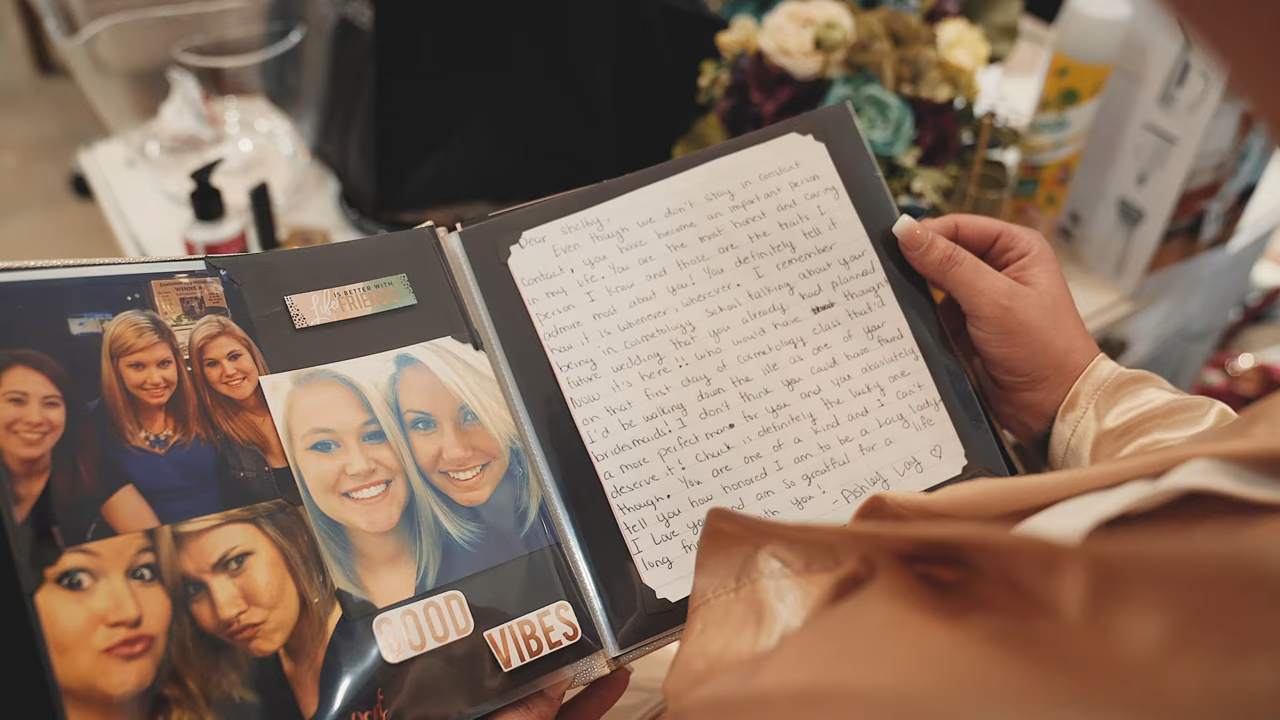 WINNER
Life IS BETTER WITH
FRIENDS
GOOD
VIBES
Dear Shelby,
Even though we don't stay in constant
contact, you have become an important person
in my life. You are the most honest and caring
person I know and those are the traits I
admire most about you! You definitely tell it
how it is whenever, wherever. I remember
being in cosmetology school talking about your
future wedding that you already had planned
Now it's here!! Who would have thought
on that first day of cosmetology class that I'd
I'd be walking down the isle as one of your
bridesmaids! I don't think you could have found
a more perfect man for you and you absolutely
deserve it! Chuck is definitely the lucky one
though. You are one of a kind and I can't
tell you how honored I am to be a Lacy Lady
I Love you and am so greatful for a life
long with you! -Ashley Lacy ♡